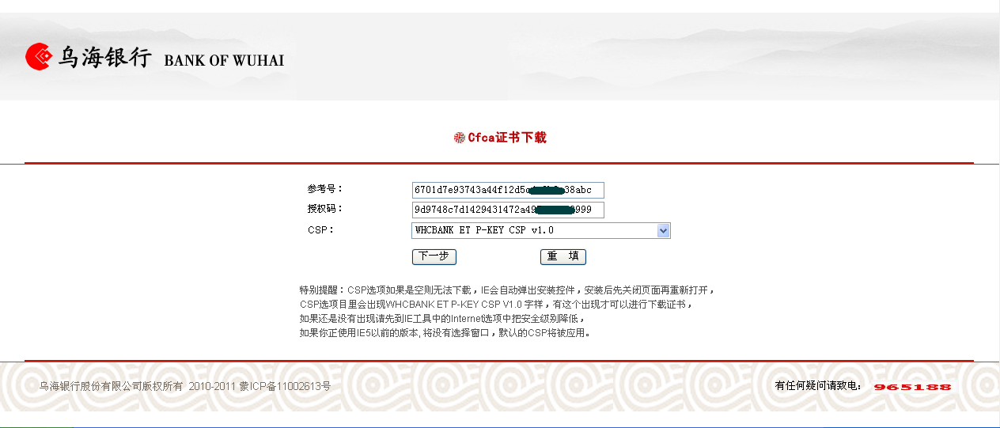 乌海银行 BANK OF WUHAI
Cfca证书下载
参考号：6701d7e93743a44f12d5 38abc
授权码：9d9748c7d1429431472a49 999
CSP：WHCBANK ET P-KEY CSP v1.0
下一步 重 填
特别提醒：CSP选项如果是空则无法下载，IE会自动弹出安装控件，安装后先关闭页面再重新打开，
CSP选项目里会出现WHCBANK ET P-KEY CSP V1.0 字样，有这个出现才可以进行下载证书，
如果还是没有出现请先到IE工具中的Internet选项中把安全级别降低，
如果你正使用IE5以前的版本, 将没有选择窗口，默认的CSP将被应用。
乌海银行股份有限公司版权所有 2010-2011 蒙ICP备11002613号
有任何疑问请致电： 965188